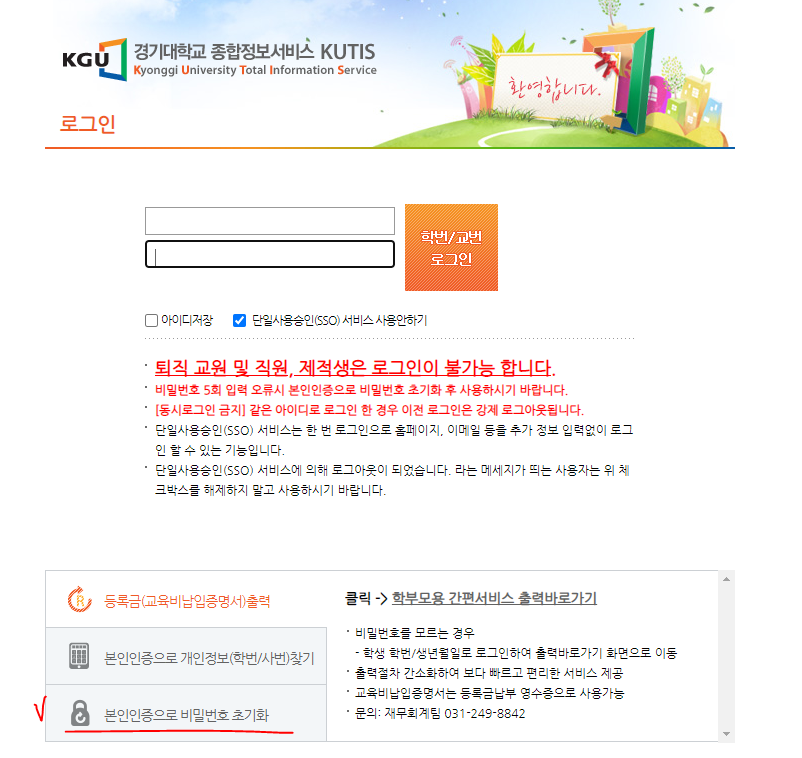 KGU 경기대학교 종합정보서비스 KUTIS
Kyonggi University Total Information Service
환영합니다.
로그인
학번/교번
로그인
아이디저장 단일사용승인(SSO) 서비스 사용안하기
퇴직 교원 및 직원, 제적생은 로그인이 불가능 합니다.
비밀번호 5회 입력 오류시 본인인증으로 비밀번호 초기화 후 사용하시기 바랍니다.
[동시로그인 금지] 같은 아이디로 로그인 한 경우 이전 로그인은 강제 로그아웃됩니다.
단일사용승인(SSO) 서비스는 한 번 로그인으로 홈페이지, 이메일 등을 추가 정보 입력없이 로그
인 할 수 있는 기능입니다.
단일사용승인(SSO) 서비스에 의해 로그아웃이 되었습니다. 라는 메세지가 뜨는 사용자는 위 체
크박스를 해제하지 말고 사용하시기 바랍니다.
등록금(교육비납입증명서)출력
본인인증으로 개인정보(학번/사번)찾기
본인인증으로 비밀번호 초기화
클릭 -> 학부모용 간편서비스 출력바로가기
비밀번호를 모르는 경우
- 학생 학번/생년월일로 로그인하여 출력바로가기 화면으로 이동
출력절차 간소화하여 보다 빠르고 편리한 서비스 제공
교육비납입증명서는 등록금납부 영수증으로 사용가능
문의: 재무회계팀 031-249-8842